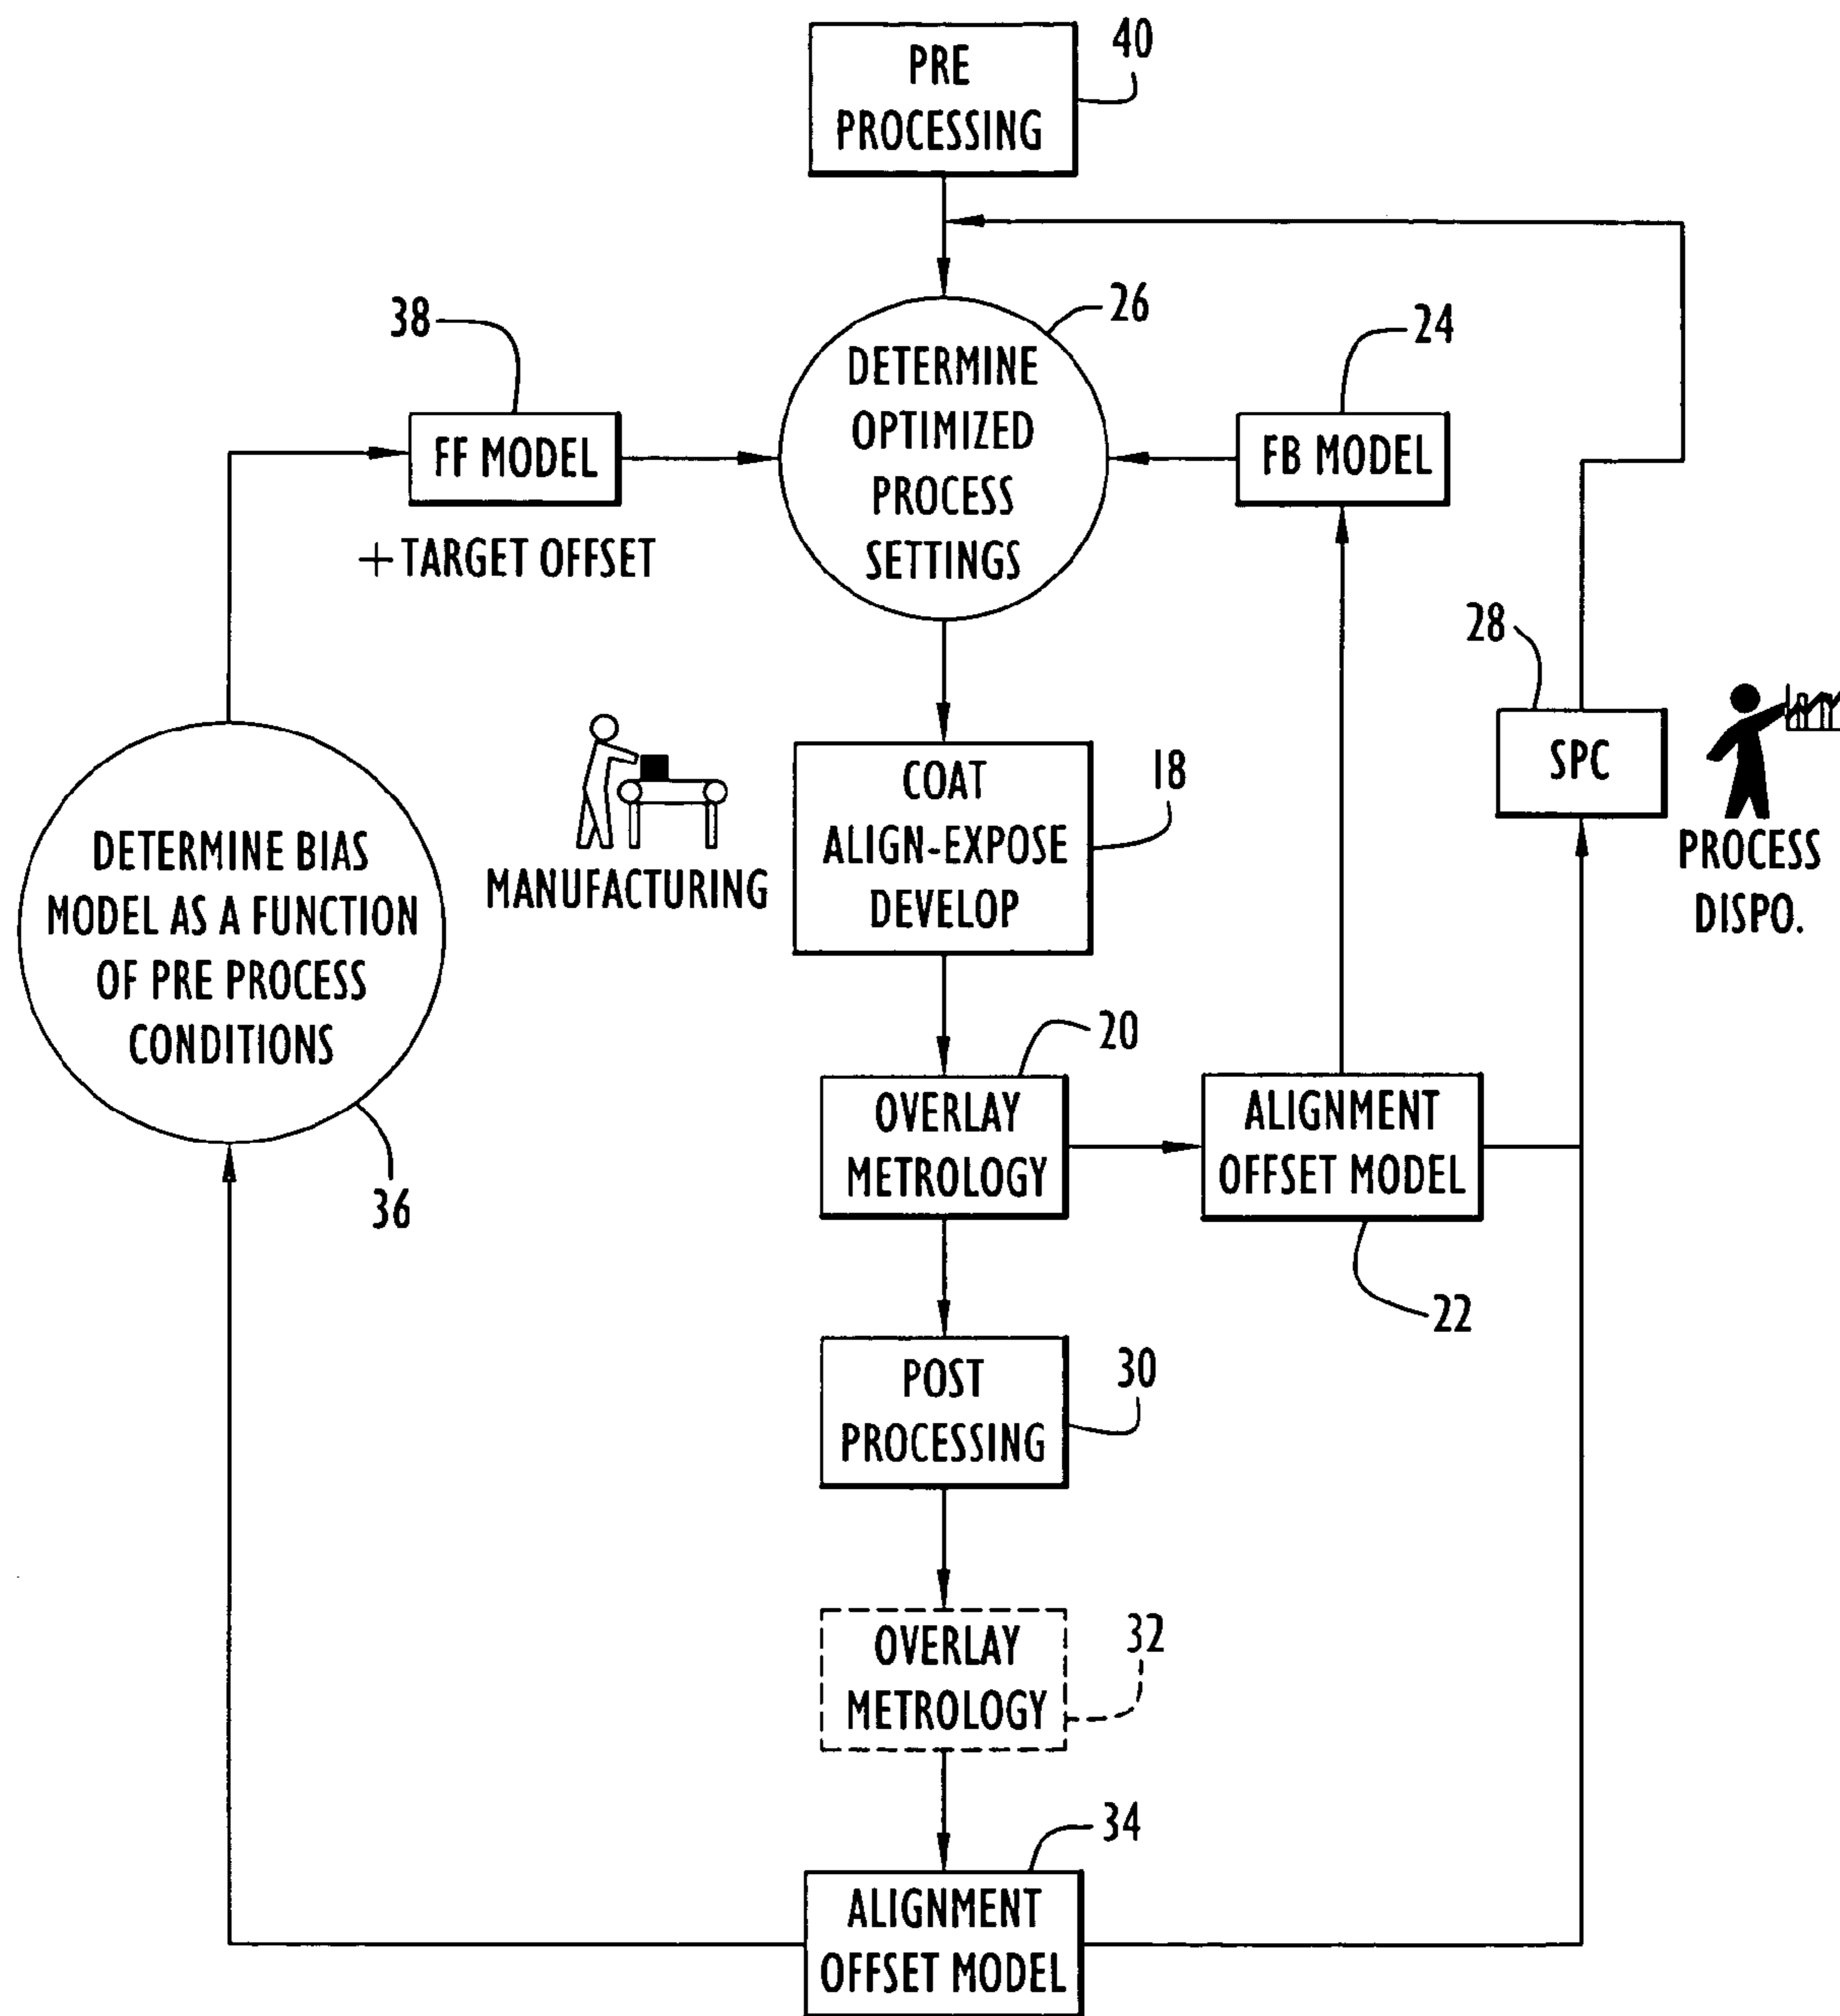 PRE
PROCESSING
40
38
26
24
FF MODEL
+ TARGET OFFSET
DETERMINE
OPTIMIZED
PROCESS
SETTINGS
FB MODEL
28
SPC
PROCESS
DISPO.
MANUFACTURING
COAT
ALIGN-EXPOSE
DEVELOP
18
DETERMINE BIAS
MODEL AS A FUNCTION
OF PRE PROCESS
CONDITIONS
36
20
OVERLAY
METROLOGY
ALIGNMENT
OFFSET MODEL
22
POST
PROCESSING
30
OVERLAY
METROLOGY
32
34
ALIGNMENT
OFFSET MODEL